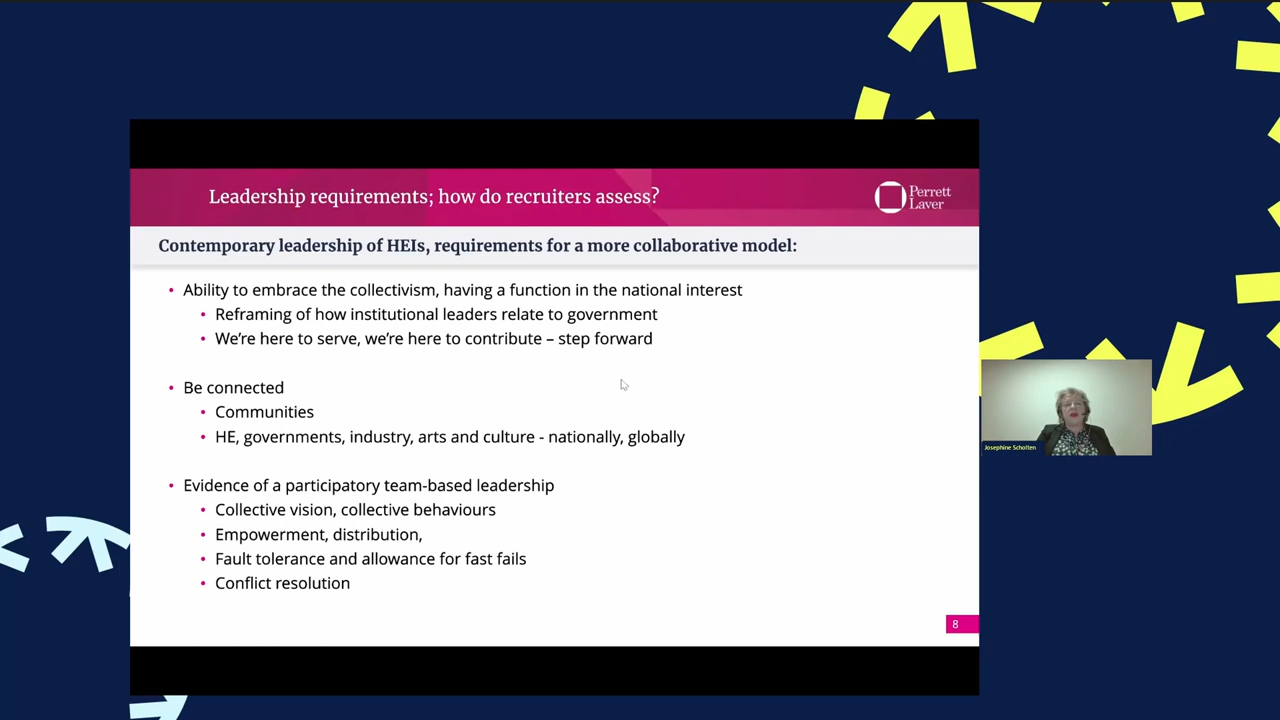 Leadership requirements; how do recruiters assess?
Perrett
Laver
Contemporary leadership of HEIs, requirements for a more collaborative model:
• Ability to embrace the collectivism, having a function in the national interest
• Reframing of how institutional leaders relate to government
• We’re here to serve, we’re here to contribute – step forward
• Be connected
• Communities
• HE, governments, industry, arts and culture - nationally, globally
• Evidence of a participatory team-based leadership
• Collective vision, collective behaviours
• Empowerment, distribution,
• Fault tolerance and allowance for fast fails
• Conflict resolution
8
Josephine Scholten